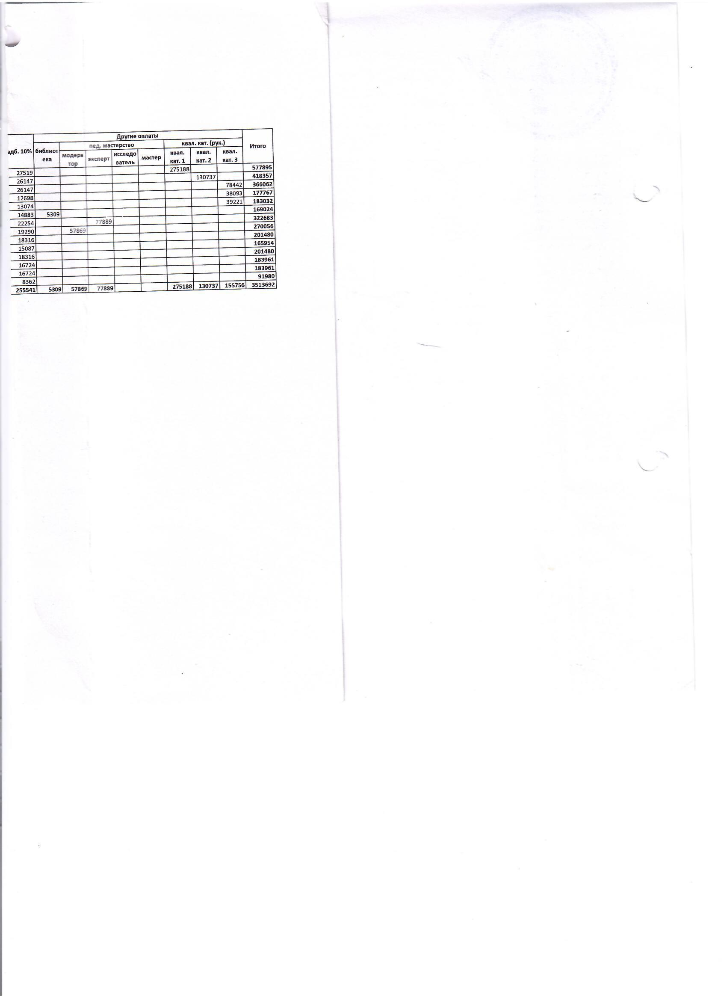 Другие оплаты
адб. 10% библиотека пед. мастерство квал. кат. (рук.) Итого
модератор эксперт исследователь мастер квал. кат. 1 квал. кат. 2 квал. кат. 3
27519 275188 577895
26147 130737 418357
26147 78442 366062
12698 38093 177767
13074 39221 183032
14883 5309 169024
22254 77889 322683
19290 57869 270056
18316 201480
15087 165954
18316 201480
16724 183961
16724 183961
8362 91980
255541 5309 57869 77889 275188 130737 155756 3513692